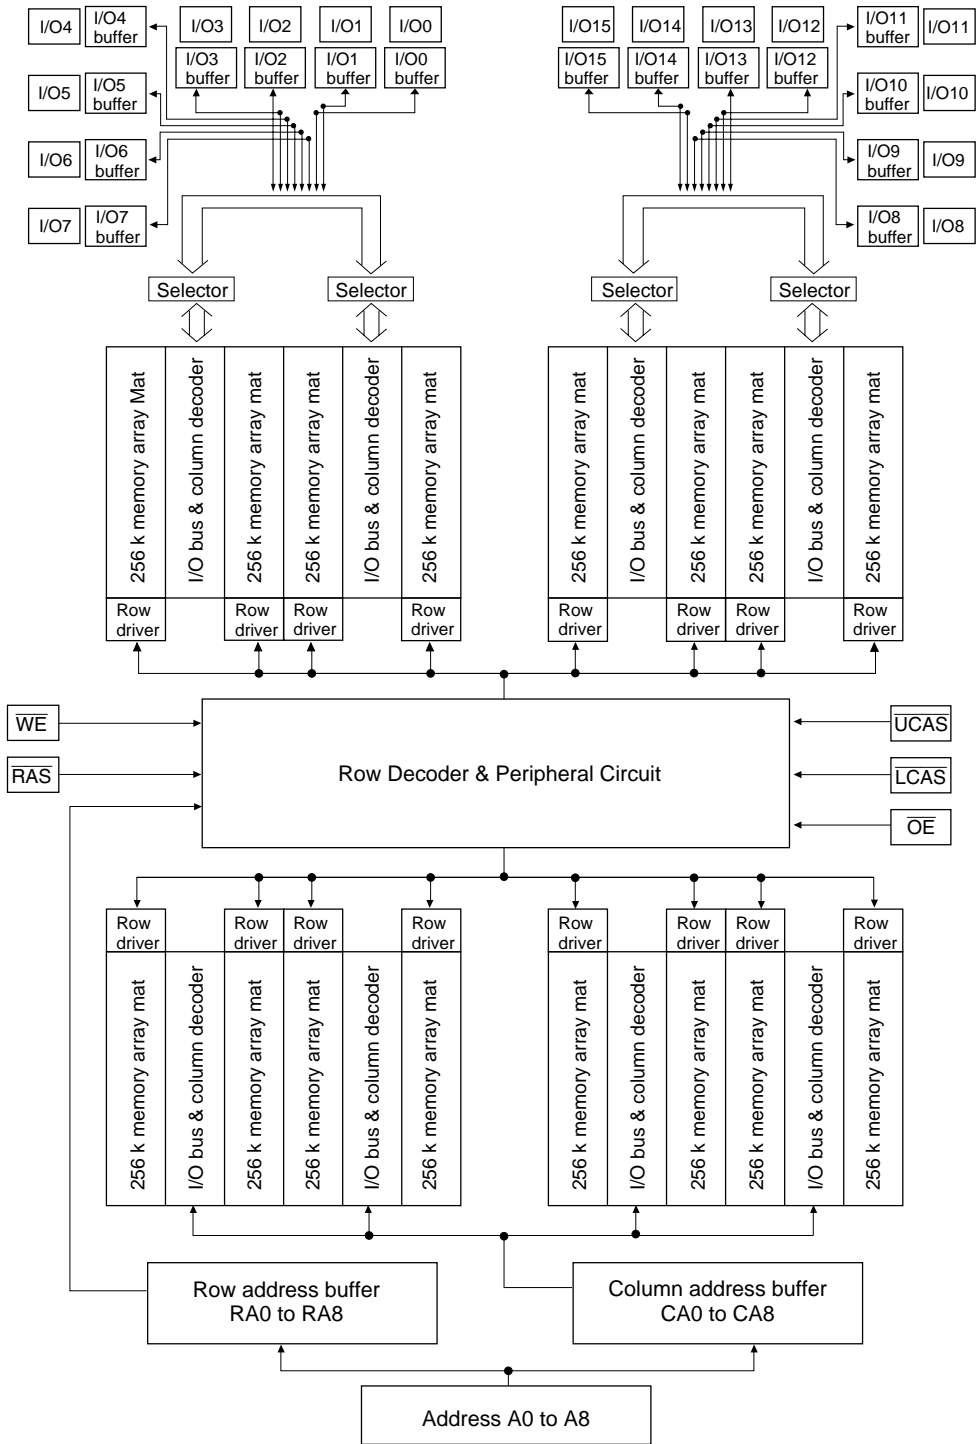 I/O4
I/O4
buffer
I/O3
I/O2
I/O1
I/O0
I/O15
I/O14
I/O13
I/O12
I/O11
buffer
I/O11
I/O3
buffer
I/O2
buffer
I/O1
buffer
I/O0
buffer
I/O15
buffer
I/O14
buffer
I/O13
buffer
I/O12
buffer
I/O5
I/O5
buffer
I/O10
buffer
I/O10
I/O6
I/O6
buffer
I/O9
buffer
I/O9
I/O7
I/O7
buffer
I/O8
buffer
I/O8
Selector
Selector
Selector
Selector
256 k memory array Mat
I/O bus & column decoder
256 k memory array mat
256 k memory array mat
I/O bus & column decoder
256 k memory array mat
256 k memory array mat
I/O bus & column decoder
256 k memory array mat
256 k memory array mat
I/O bus & column decoder
256 k memory array mat
Row
driver
Row
driver
Row
driver
Row
driver
Row
driver
Row
driver
Row
driver
Row
driver
WE
UCAS
RAS
Row Decoder & Peripheral Circuit
LCAS
OE
Row
driver
Row
driver
Row
driver
Row
driver
Row
driver
Row
driver
Row
driver
Row
driver
256 k memory array mat
I/O bus & column decoder
256 k memory array mat
256 k memory array mat
I/O bus & column decoder
256 k memory array mat
256 k memory array mat
I/O bus & column decoder
256 k memory array mat
256 k memory array mat
I/O bus & column decoder
256 k memory array mat
Row address buffer
RA0 to RA8
Column address buffer
CA0 to CA8
Address A0 to A8